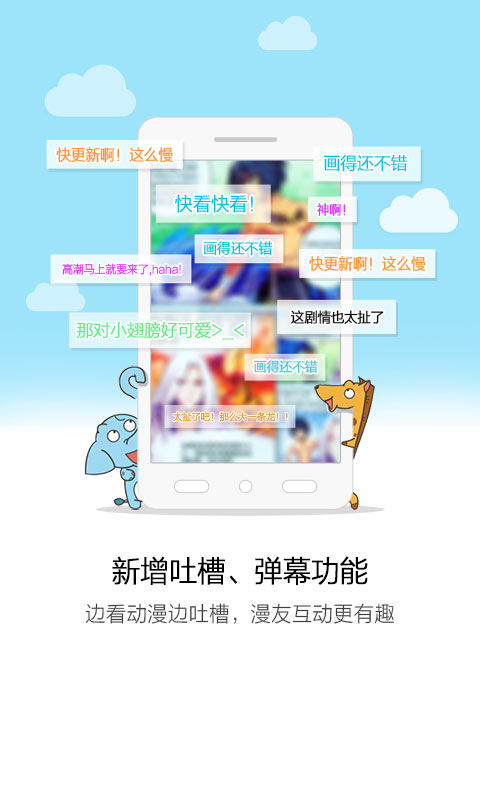 快更新啊！这么慢
画得还不错
快看快看！
神啊！
画得还不错
高潮马上就要来了,haha!
快更新啊！这么慢
那对小翅膀好可爱>_<
这剧情也太扯了
画得还不错
太扯了吧！那么大一条龙！！
新增吐槽、弹幕功能
边看动漫边吐槽，漫友互动更有趣